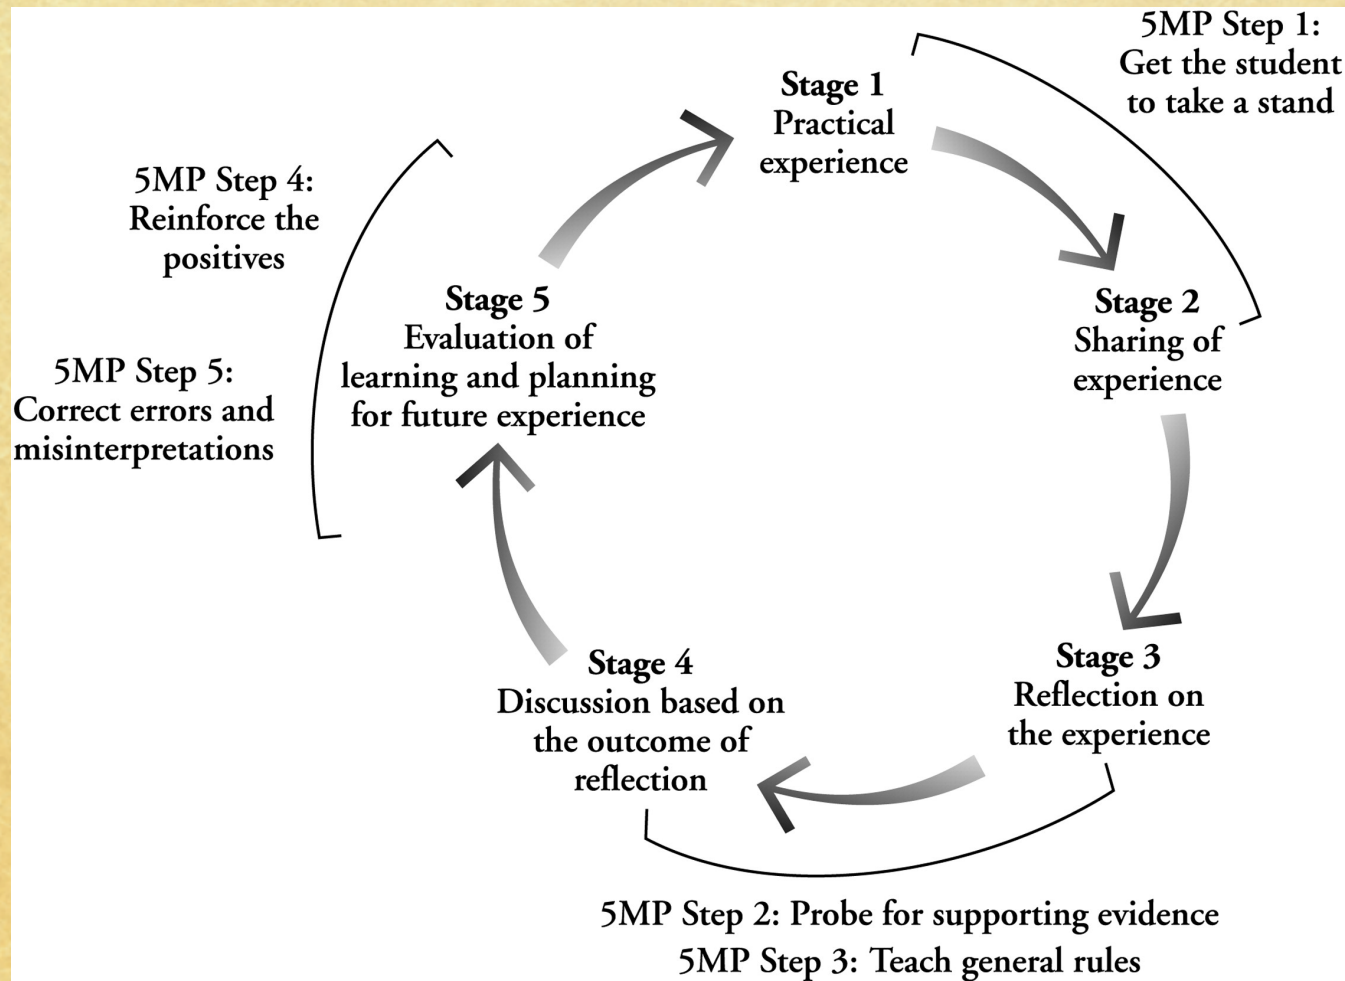 5MP Step 1:
Get the student
to take a stand
Stage 1
Practical
experience
Stage 2
Sharing of
experience
Stage 3
Reflection on
the experience
Stage 4
Discussion based on
the outcome of
reflection
5MP Step 2: Probe for supporting evidence
5MP Step 3: Teach general rules
Stage 5
Evaluation of
learning and planning
for future experience
5MP Step 4:
Reinforce the
positives
5MP Step 5:
Correct errors and
misinterpretations